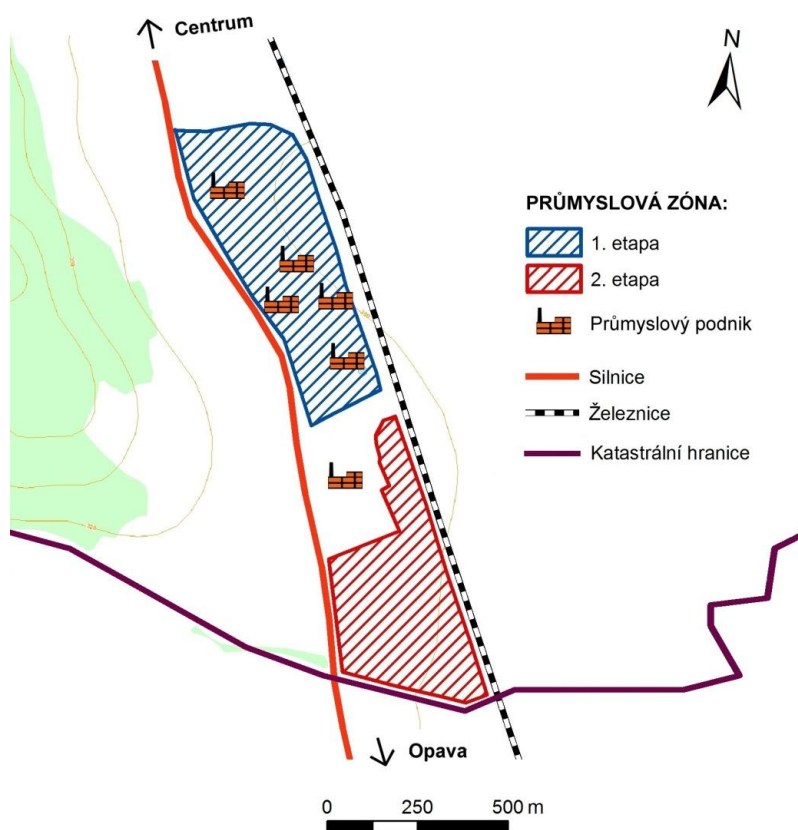 Centrum
N
PRŮMYSLOVÁ ZÓNA:
1. etapa
2. etapa
Průmyslový podnik
Silnice
Železnice
Katastrální hranice
Opava
0 250 500 m